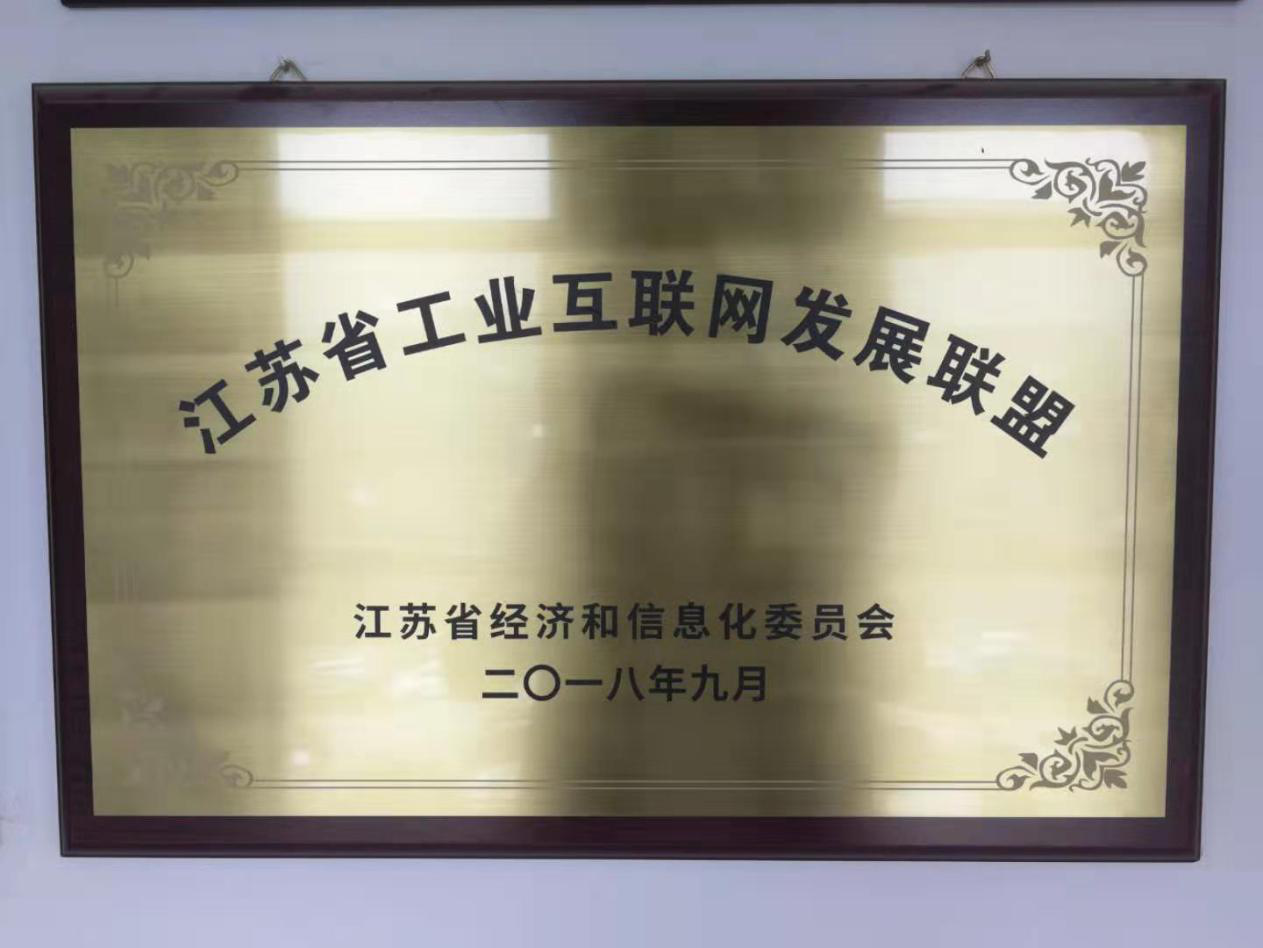 江苏省工业互联网发展联盟
江苏省经济和信息化委员会
二〇一八年九月